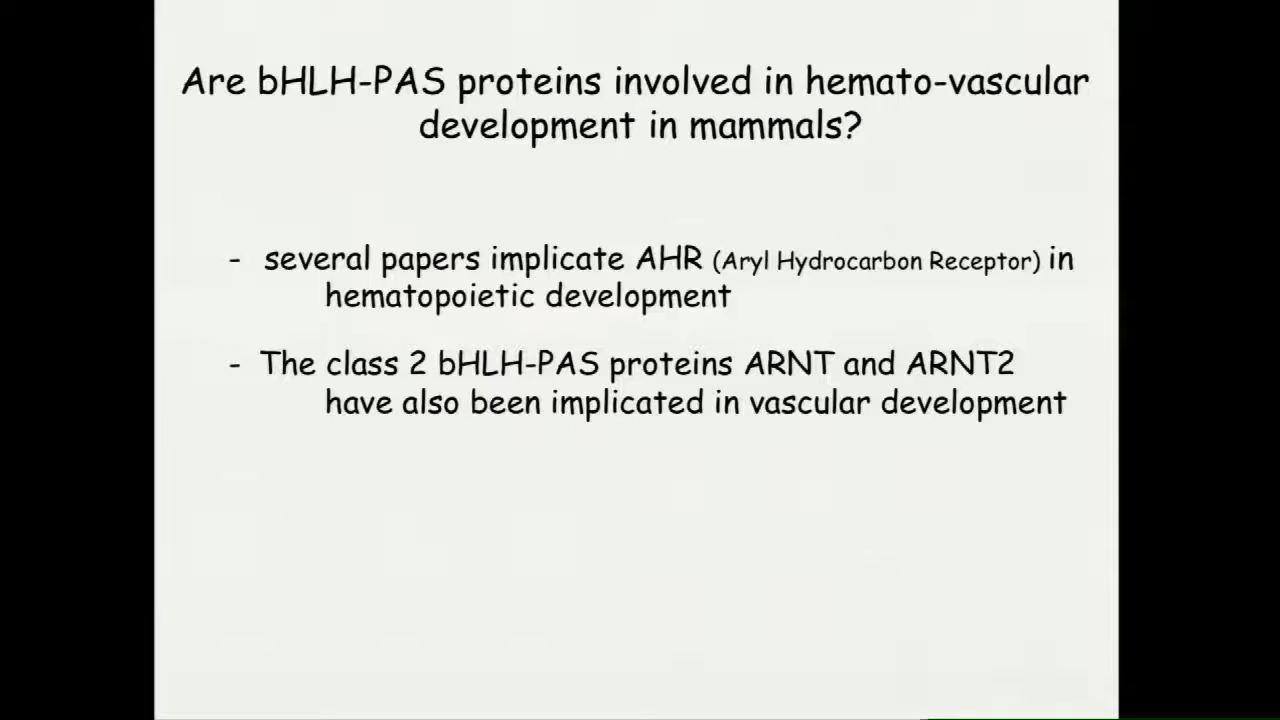 Are bHLH-PAS proteins involved in hemato-vascular
development in mammals?
- several papers implicate AHR (Aryl Hydrocarbon Receptor) in
hematopoietic development
- The class 2 bHLH-PAS proteins ARNT and ARNT2
have also been implicated in vascular development